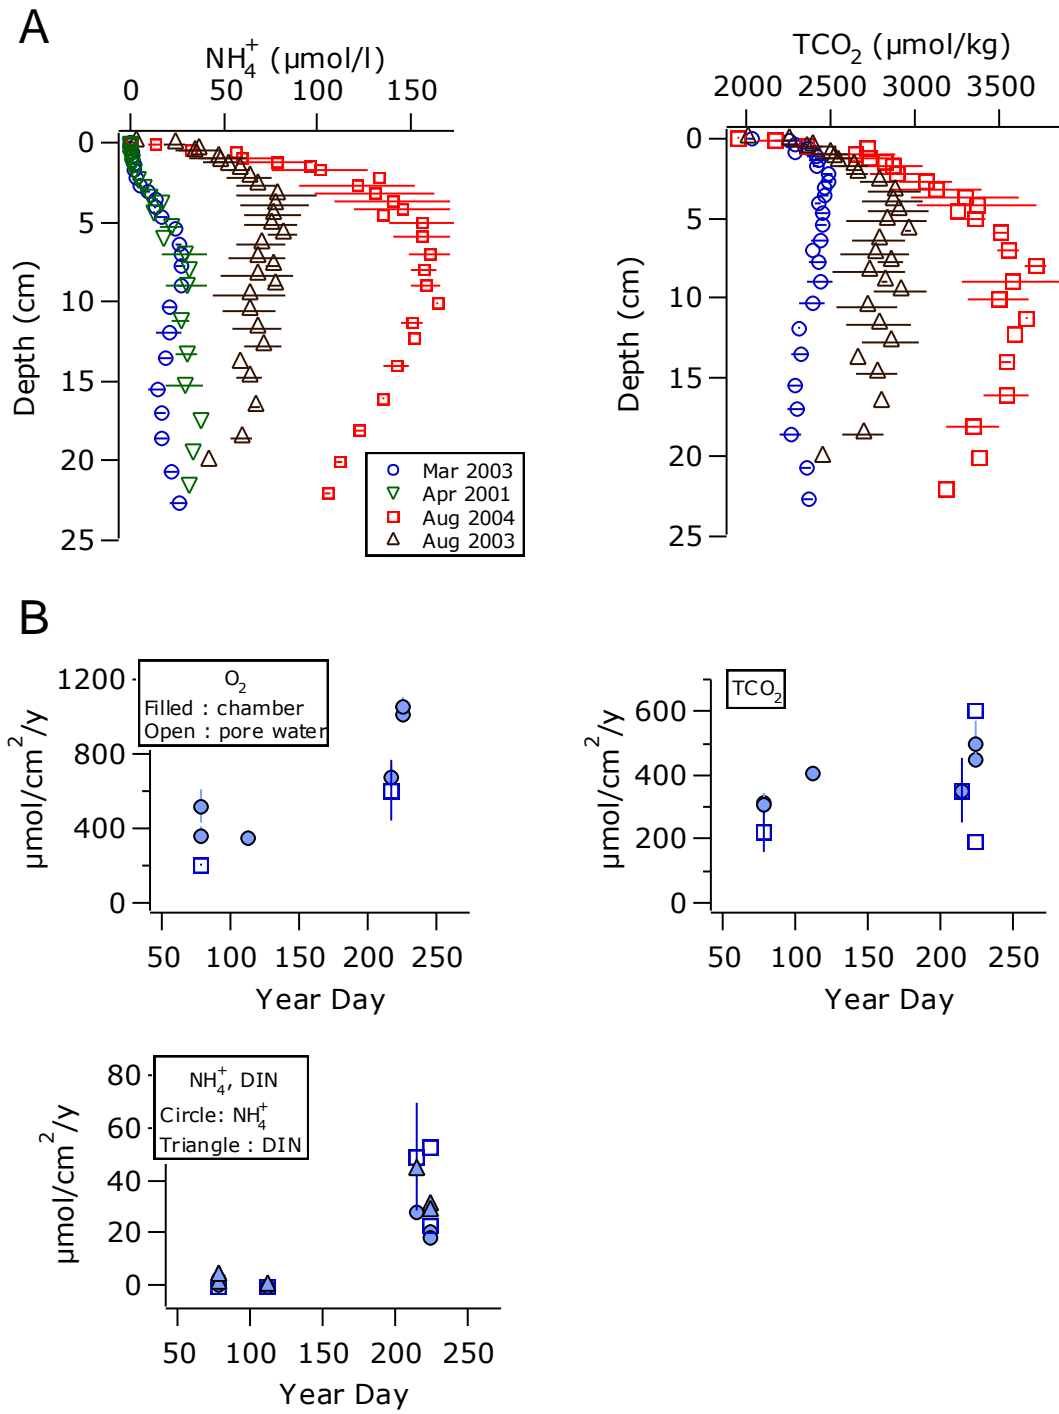 A
NH₄⁺ (µmol/l)
0 50 100 150
0
5
10
15
20
25
Depth (cm)
Mar 2003
Apr 2001
Aug 2004
Aug 2003
TCO₂ (µmol/kg)
2000 2500 3000 3500
0
5
10
15
20
25
Depth (cm)
B
1200
800
400
0
µmol/cm²/y
O₂
Filled : chamber
Open : pore water
50 100 150 200 250
Year Day
600
400
200
0
µmol/cm²/y
TCO₂
50 100 150 200 250
Year Day
80
60
40
20
0
µmol/cm²/y
NH₄⁺, DIN
Circle: NH₄⁺
Triangle : DIN
50 100 150 200 250
Year Day